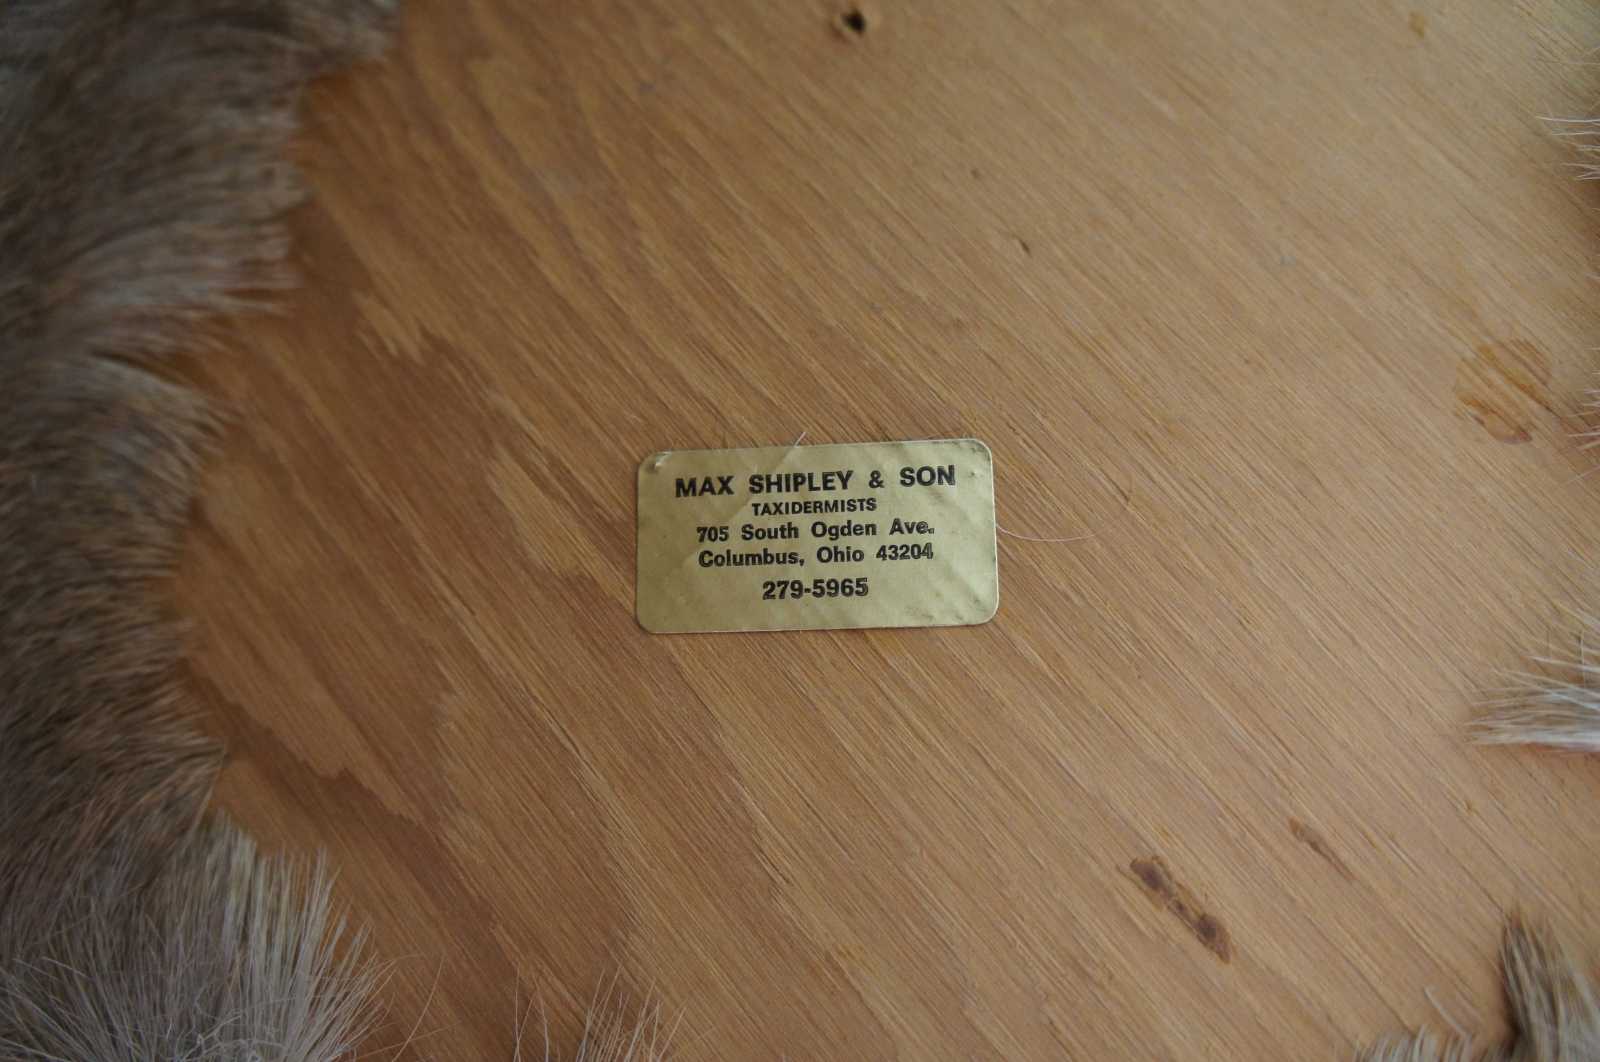 MAX SHIPLEY & SON
TAXIDERMISTS
705 South Ogden Ave.
Columbus, Ohio 43204
279-5965